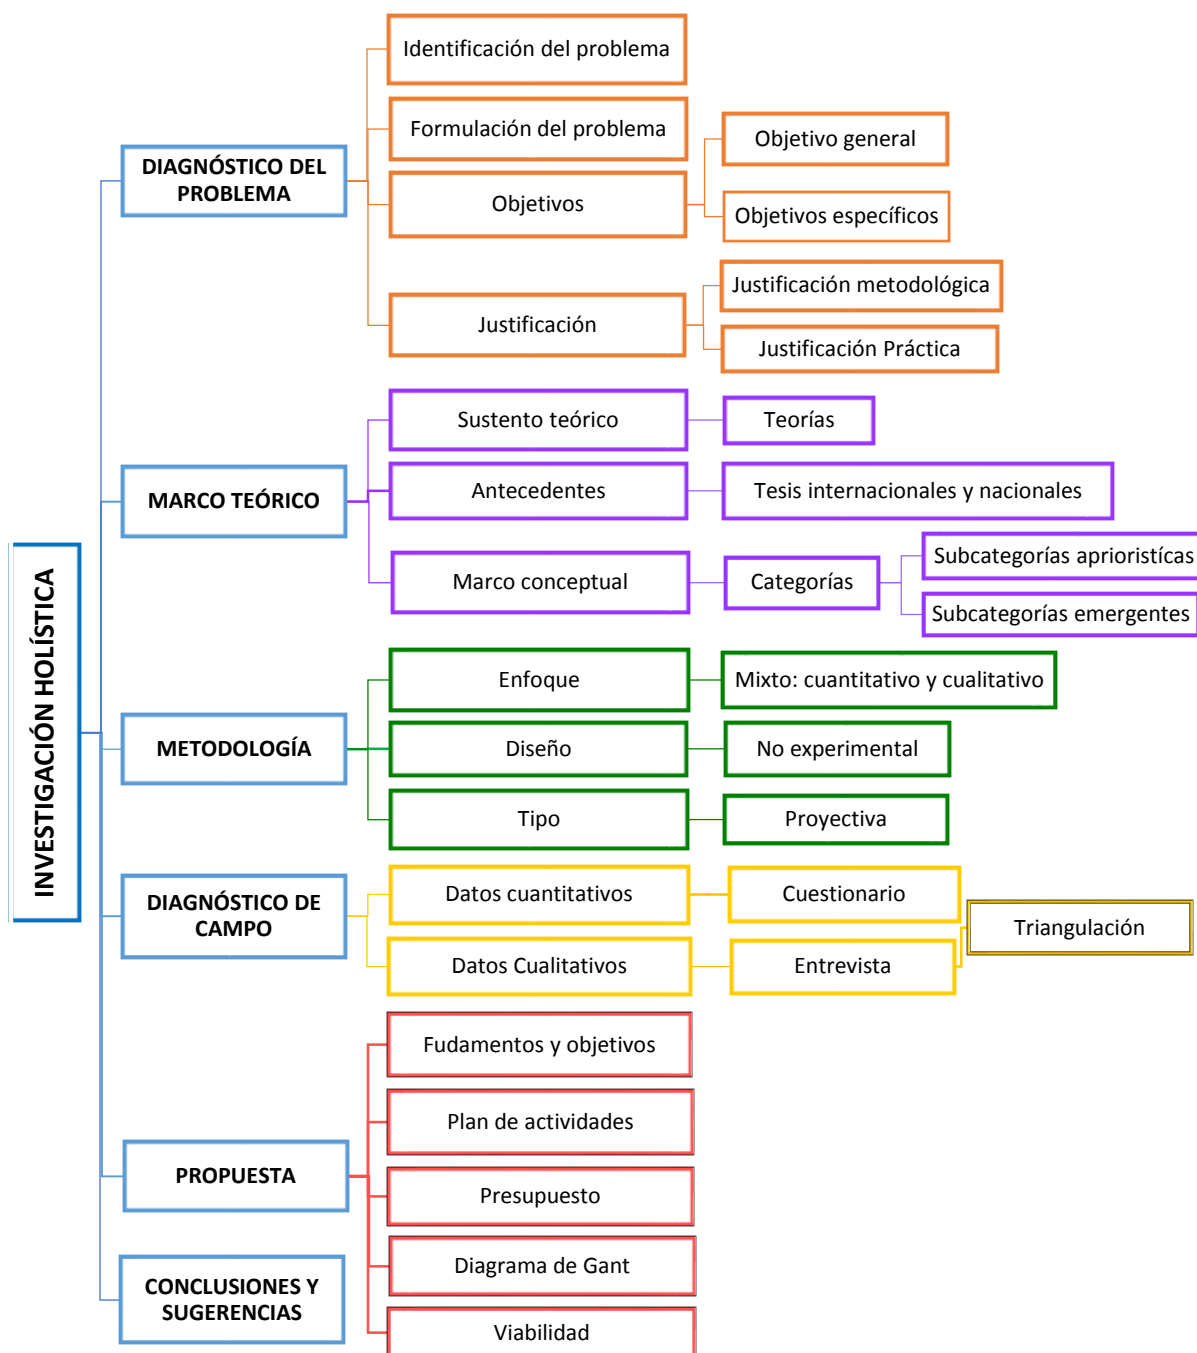 INVESTIGACIÓN HOLÍSTICA
DIAGNÓSTICO DEL
PROBLEMA
Identificación del problema
Formulación del problema
Objetivos
Objetivo general
Objetivos específicos
Justificación
Justificación metodológica
Justificación Práctica
MARCO TEÓRICO
Sustento teórico
Teorías
Antecedentes
Tesis internacionales y nacionales
Marco conceptual
Categorías
Subcategorías aprioristicas
Subcategorías emergentes
METODOLOGÍA
Enfoque
Mixto: cuantitativo y cualitativo
Diseño
No experimental
Tipo
Proyectiva
DIAGNÓSTICO DE
CAMPO
Datos cuantitativos
Cuestionario
Datos Cualitativos
Entrevista
Triangulación
PROPUESTA
Fudamentos y objetivos
Plan de actividades
Presupuesto
Diagrama de Gant
Viabilidad
CONCLUSIONES Y
SUGERENCIAS